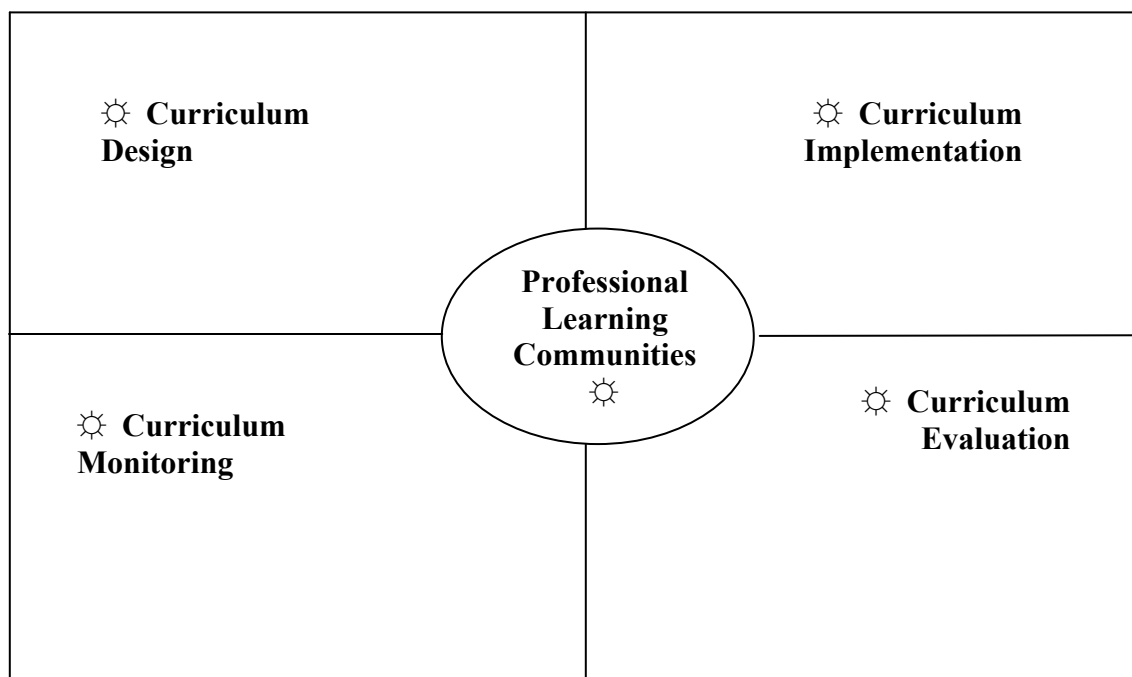 ☼ Curriculum
Design
☼ Curriculum
Implementation
Professional
Learning
Communities
☼
☼ Curriculum
Monitoring
☼ Curriculum
Evaluation